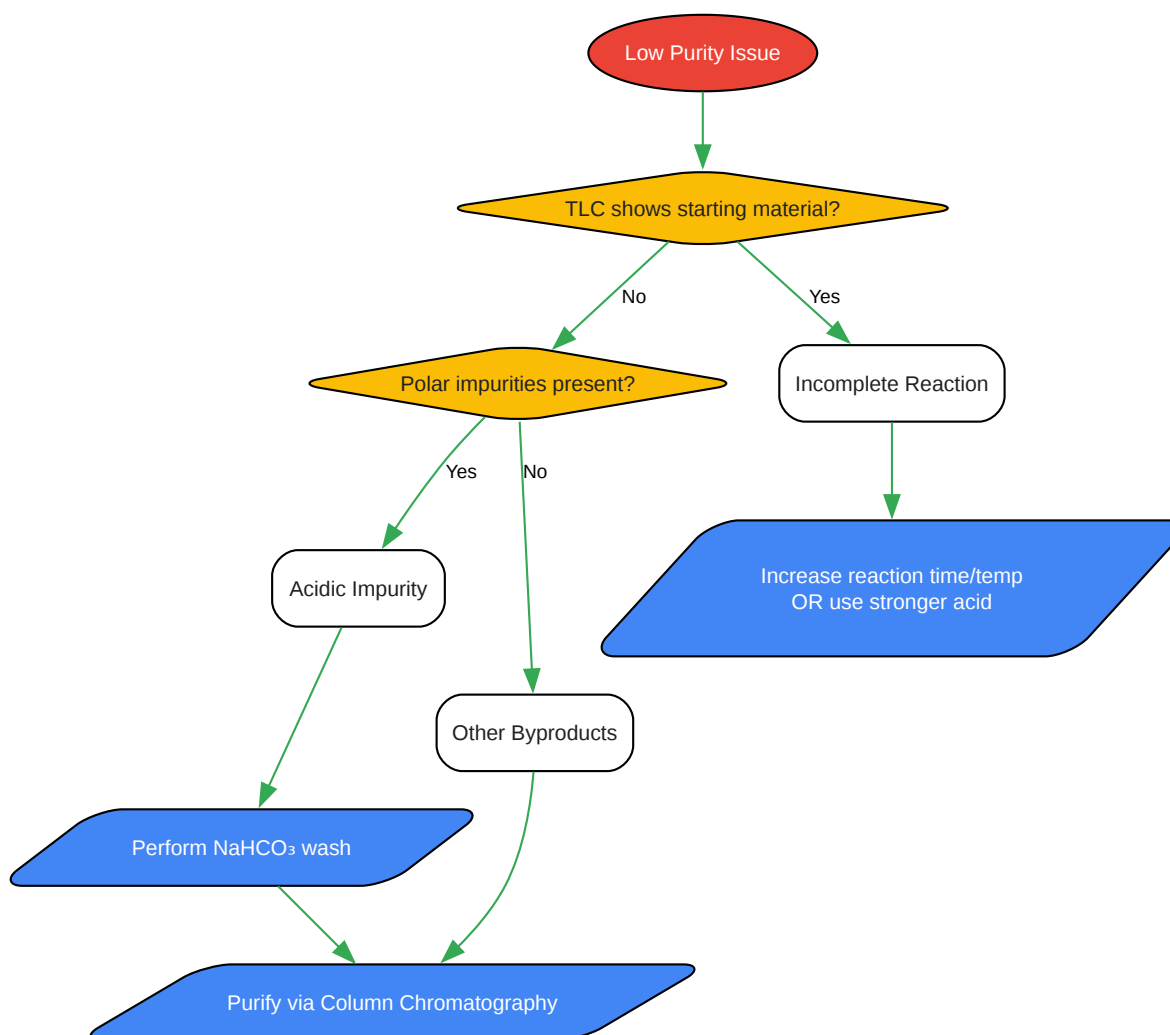 Low Purity Issue
TLC shows starting material?
No
Yes
Polar impurities present?
Incomplete Reaction
Yes
No
Increase reaction time/temp
OR use stronger acid
Acidic Impurity
Other Byproducts
Perform NaHCO₃ wash
Purify via Column Chromatography